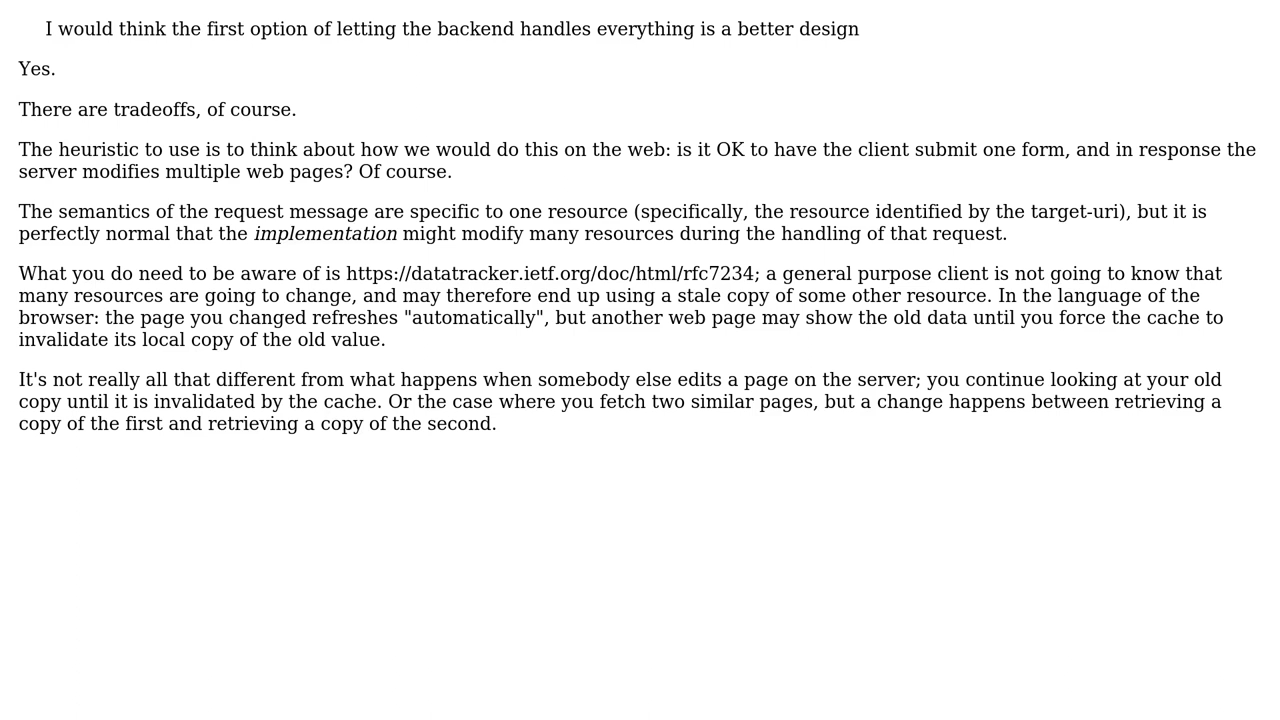 I would think the first option of letting the backend handles everything is a better design
Yes.
There are tradeoffs, of course.
The heuristic to use is to think about how we would do this on the web: is it OK to have the client submit one form, and in response the
server modifies multiple web pages? Of course.
The semantics of the request message are specific to one resource (specifically, the resource identified by the target-uri), but it is
perfectly normal that the implementation might modify many resources during the handling of that request.
What you do need to be aware of is https://datatracker.ietf.org/doc/html/rfc7234; a general purpose client is not going to know that
many resources are going to change, and may therefore end up using a stale copy of some other resource. In the language of the
browser: the page you changed refreshes "automatically", but another web page may show the old data until you force the cache to
invalidate its local copy of the old value.
It's not really all that different from what happens when somebody else edits a page on the server; you continue looking at your old
copy until it is invalidated by the cache. Or the case where you fetch two similar pages, but a change happens between retrieving a
copy of the first and retrieving a copy of the second.